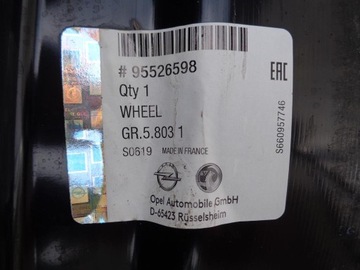 # 95526598
Qty 1
WHEEL
GR.5.803 1
S0619 MADE IN FRANCE
Opel Automobile GmbH
D-65423 Rüsselsheim
EAC
S660957746